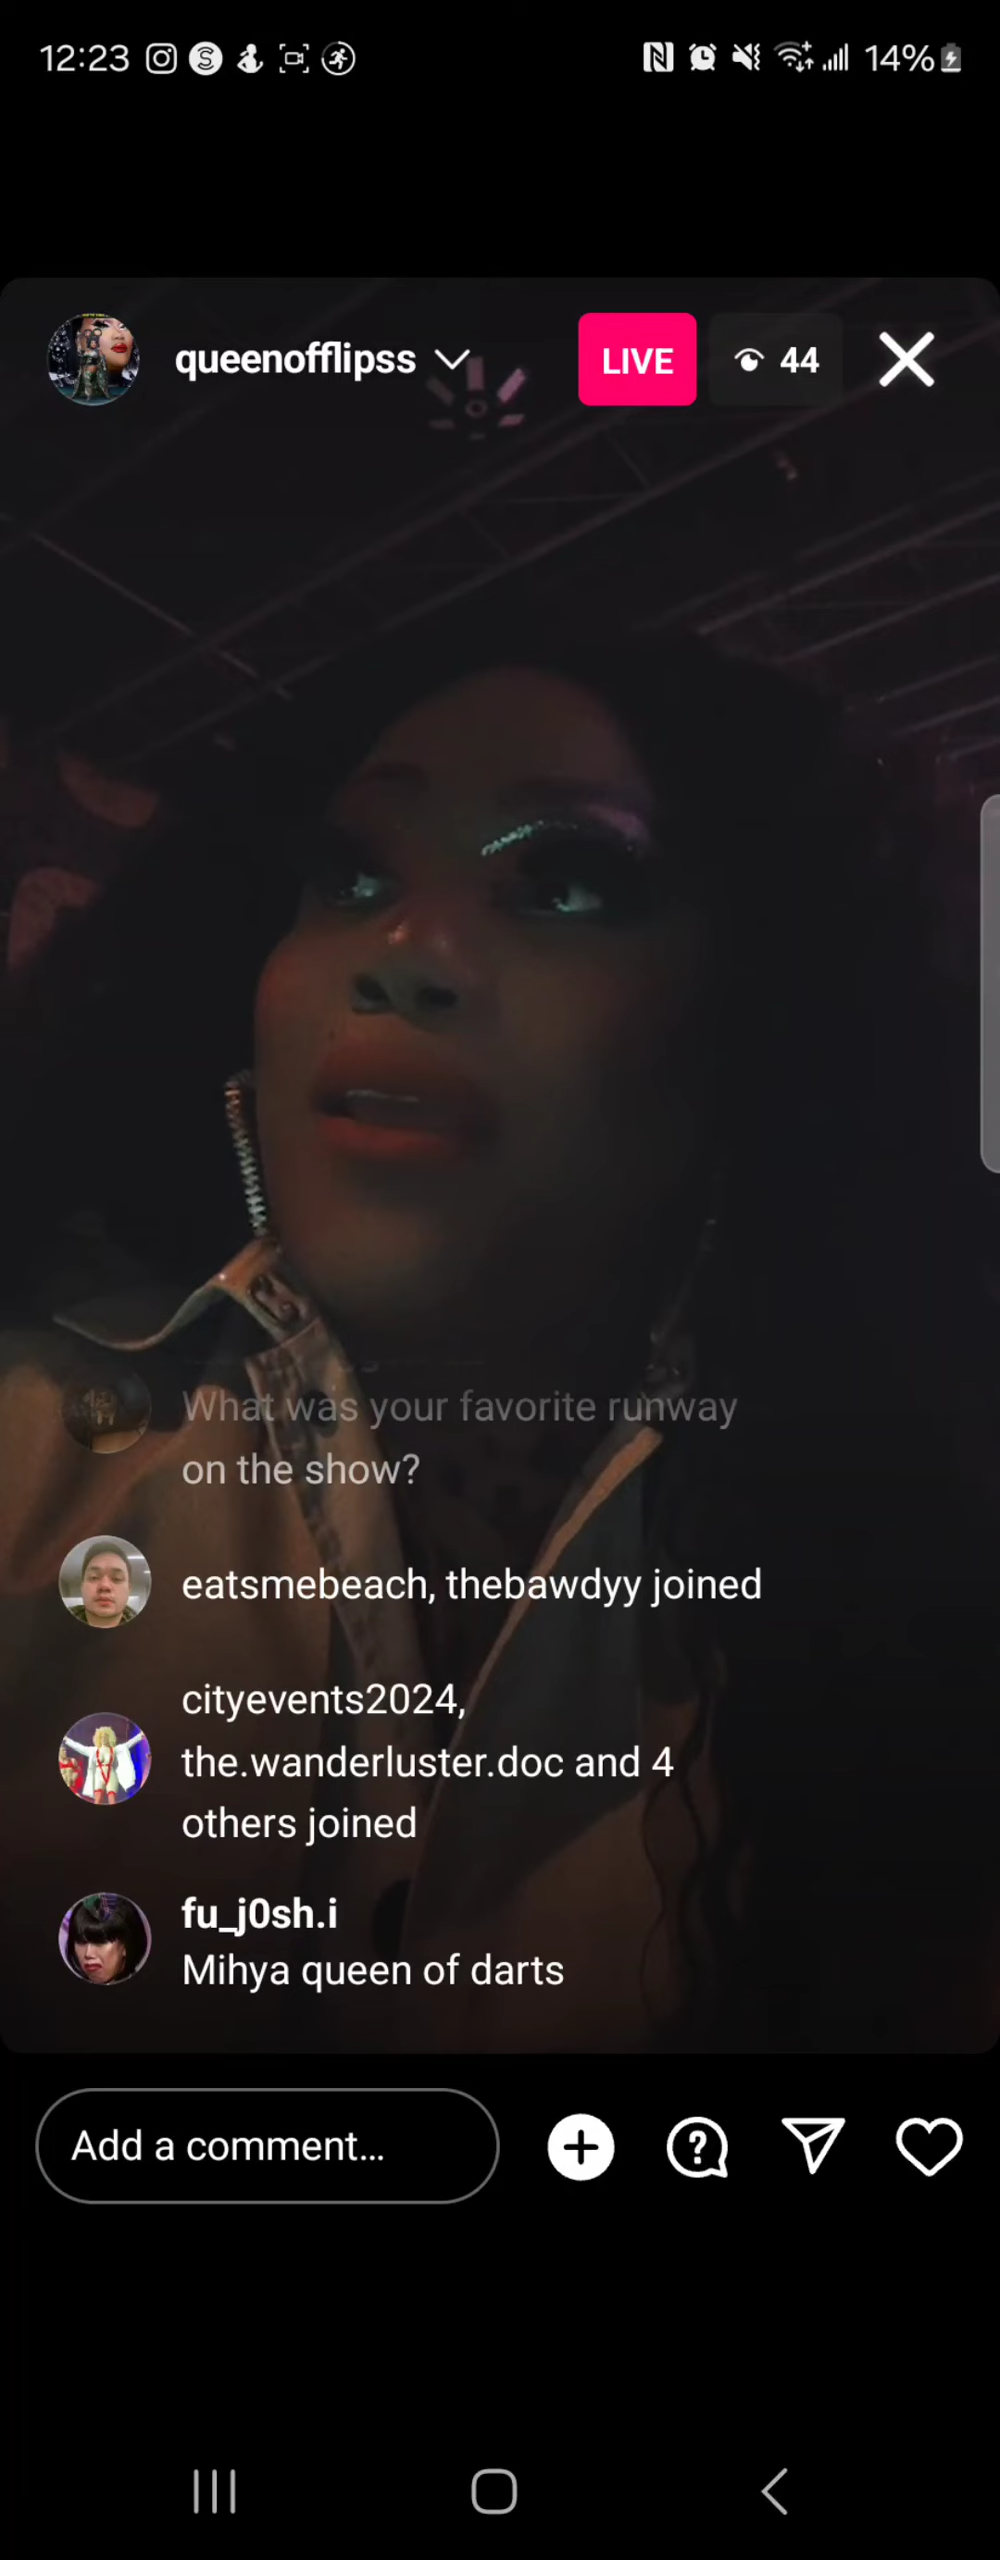 12:23
14%
queenofflipss
LIVE
44
What was your favorite runway
on the show?
eatsmebeach, thebawdyy joined
cityevents2024,
the.wanderluster.doc and 4
others joined
fu_j0sh.i
Mihya queen of darts
Add a comment...